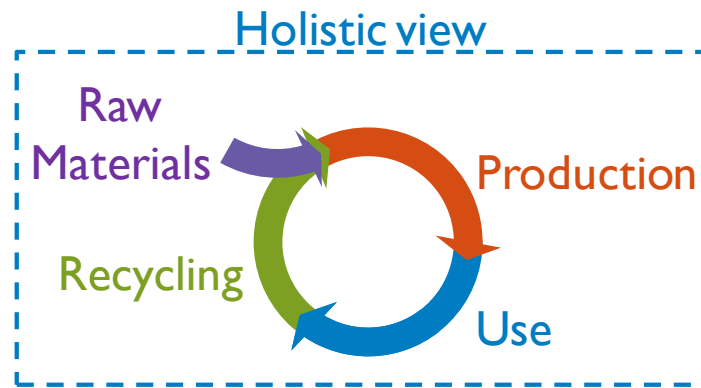 Holistic view
Raw
Materials
Production
Recycling
Use